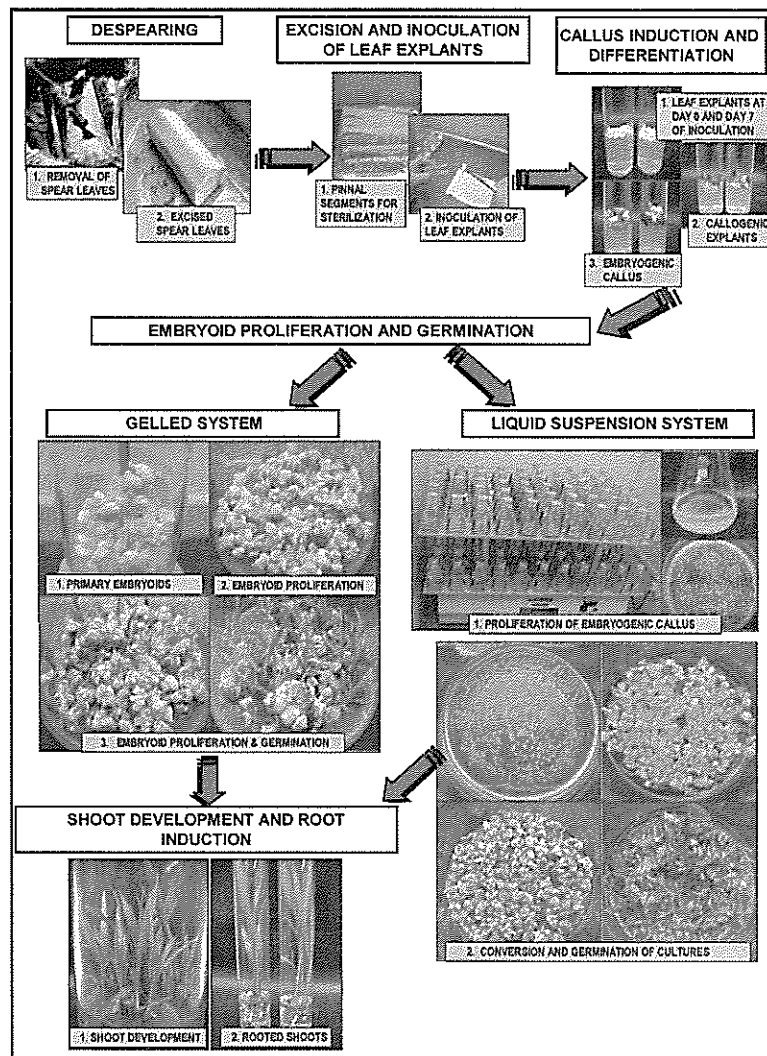 DESPEARING
EXCISION AND INOCULATION
OF LEAF EXPLANTS
CALLUS INDUCTION AND
DIFFERENTIATION
1. REMOVAL OF
SPEAR LEAVES
2. EXCISED
SPEAR LEAVES
1. PINNAL
SEGMENTS FOR
STERILIZATION
2. INOCULATION OF
LEAF EXPLANTS
1. LEAF EXPLANTS AT
DAY 0 AND DAY 7
OF INOCULATION
2. CALLOGENIC
EXPLANTS
3. EMBRYOGENIC
CALLUS
EMBRYOID PROLIFERATION AND GERMINATION
GELLED SYSTEM
1. PRIMARY EMBRYOIDS
2. EMBRYOID PROLIFERATION
3. EMBRYOID PROLIFERATION & GERMINATION
LIQUID SUSPENSION SYSTEM
1. PROLIFERATION OF EMBRYOGENIC CALLUS
2. CONVERSION AND GERMINATION OF CULTURES
SHOOT DEVELOPMENT AND ROOT
INDUCTION
1. SHOOT DEVELOPMENT
2. ROOTED SHOOTS